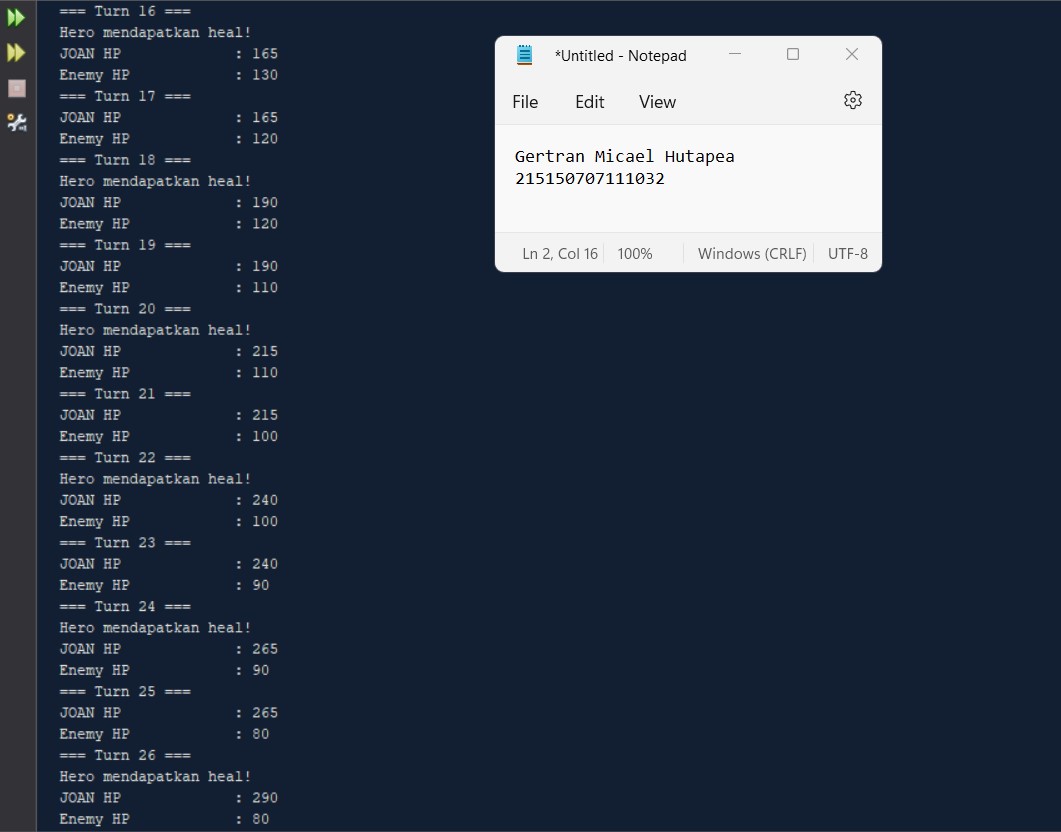 === Turn 16 ===
Hero mendapatkan heal!
JOAN HP : 165
Enemy HP : 130
=== Turn 17 ===
JOAN HP : 165
Enemy HP : 120
=== Turn 18 ===
Hero mendapatkan heal!
JOAN HP : 190
Enemy HP : 120
=== Turn 19 ===
JOAN HP : 190
Enemy HP : 110
=== Turn 20 ===
Hero mendapatkan heal!
JOAN HP : 215
Enemy HP : 110
=== Turn 21 ===
JOAN HP : 215
Enemy HP : 100
=== Turn 22 ===
Hero mendapatkan heal!
JOAN HP : 240
Enemy HP : 100
=== Turn 23 ===
JOAN HP : 240
Enemy HP : 90
=== Turn 24 ===
Hero mendapatkan heal!
JOAN HP : 265
Enemy HP : 90
=== Turn 25 ===
JOAN HP : 265
Enemy HP : 80
=== Turn 26 ===
Hero mendapatkan heal!
JOAN HP : 290
Enemy HP : 80
*Untitled - Notepad
File Edit View
Gertran Micael Hutapea
215150707111032
Ln 2, Col 16 100% Windows (CRLF) UTF-8